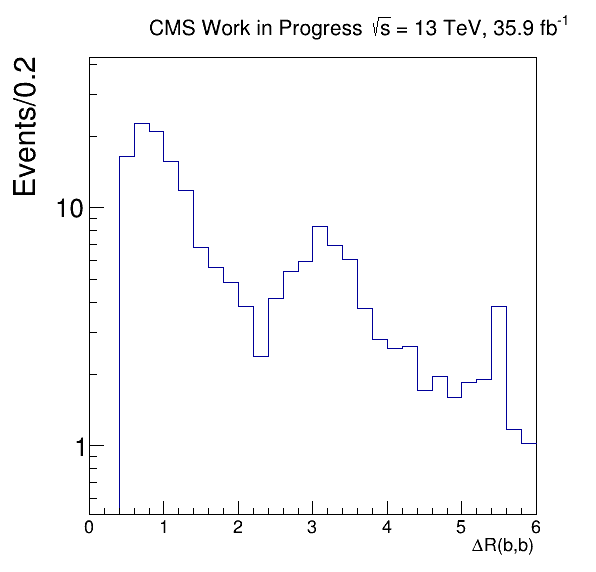 CMS Work in Progress √s = 13 TeV, 35.9 fb⁻¹
Events/0.2
10
1
0 1 2 3 4 5 6
ΔR(b,b)